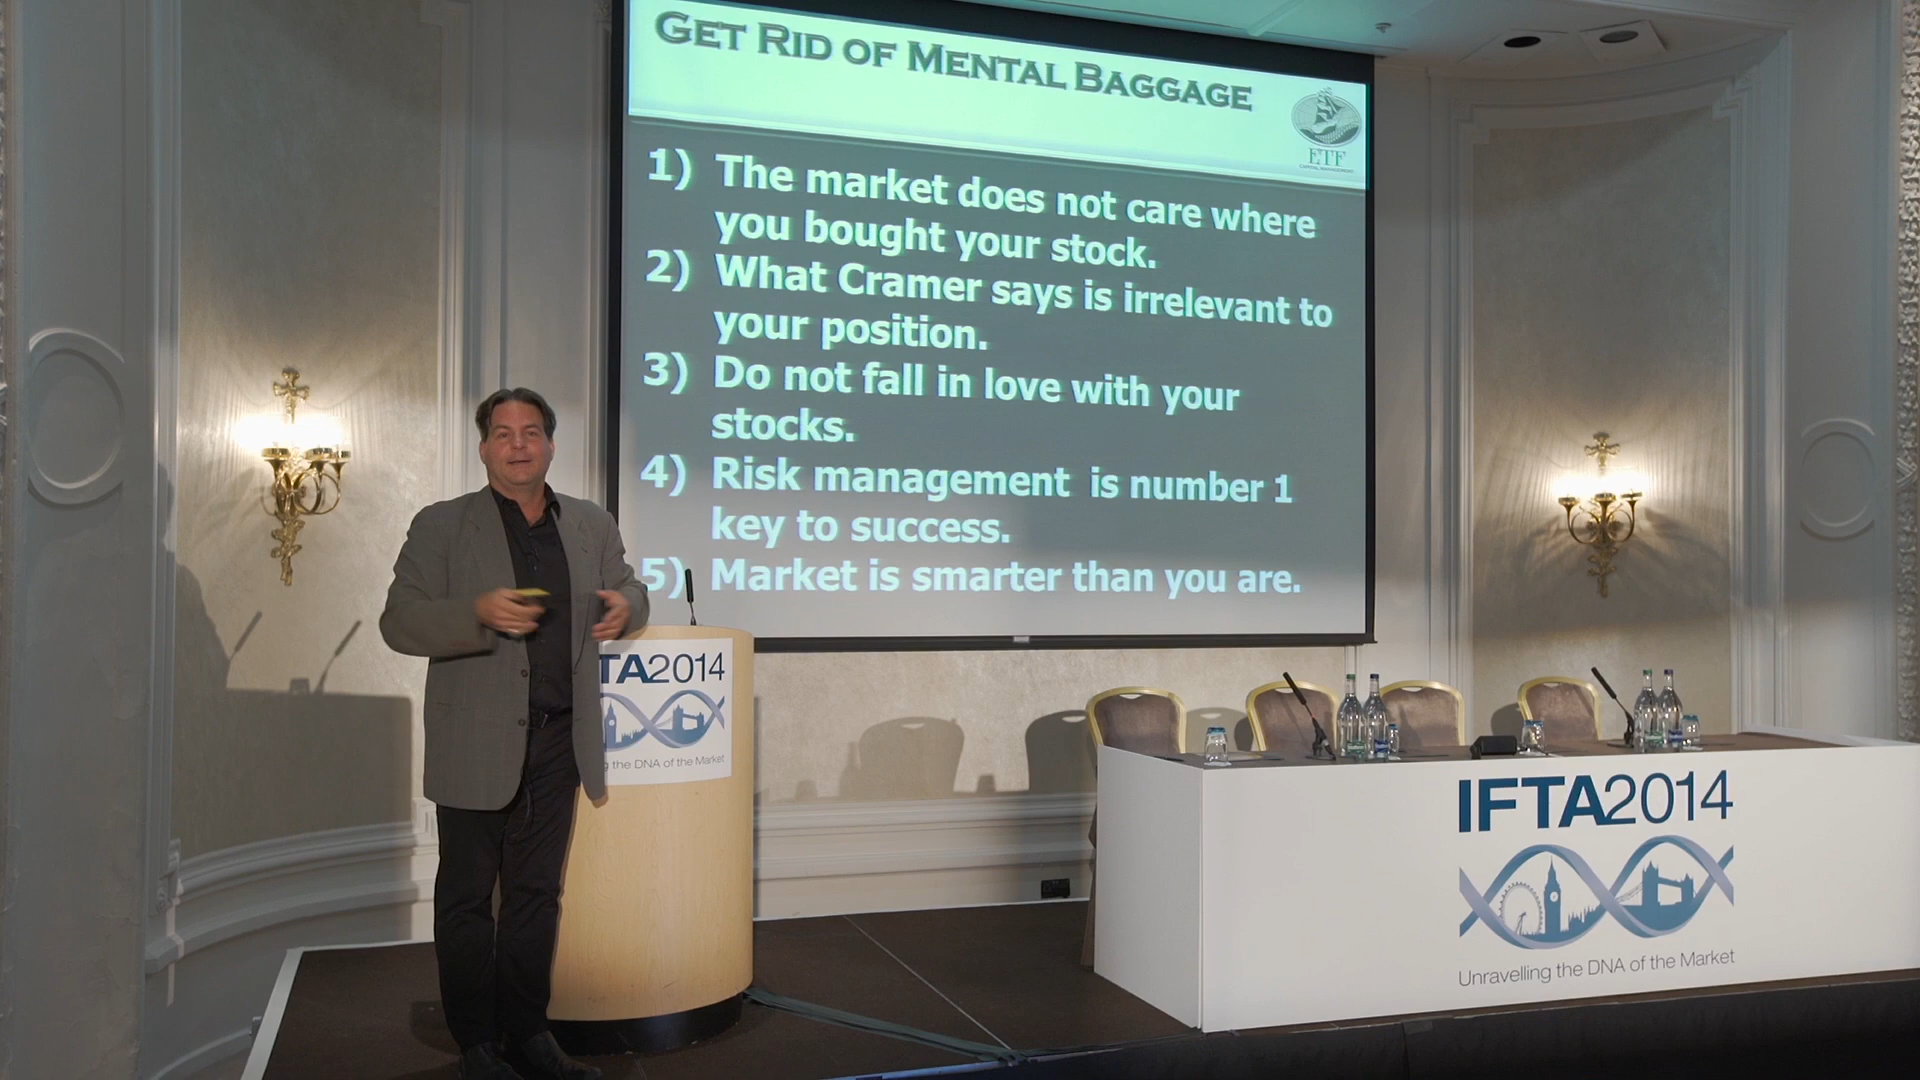 GET RID OF MENTAL BAGGAGE
ETF
CAPITAL MANAGEMENT
1) The market does not care where
you bought your stock.
2) What Cramer says is irrelevant to
your position.
3) Do not fall in love with your
stocks.
4) Risk management is number 1
key to success.
5) Market is smarter than you are.
TA2014
g the DNA of the Market
IFTA2014
Unravelling the DNA of the Market